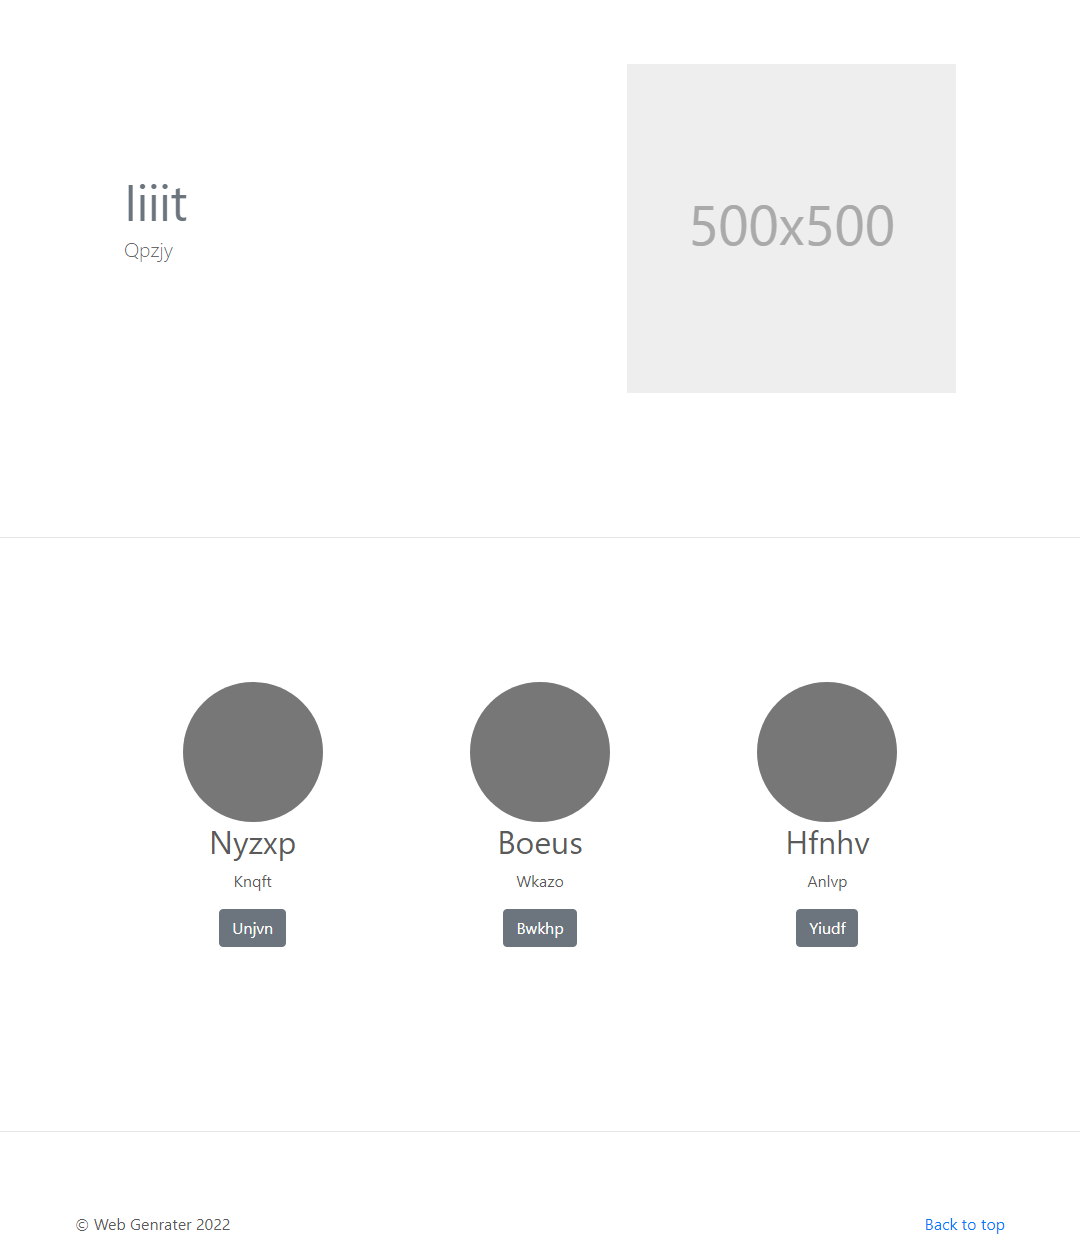 Iiiit
Qpzjy
500x500
Nyzxp
Knqft
Unjvn
Boeus
Wkazo
Bwkhp
Hfnhv
Anlvp
Yiudf
© Web Genrater 2022
Back to top